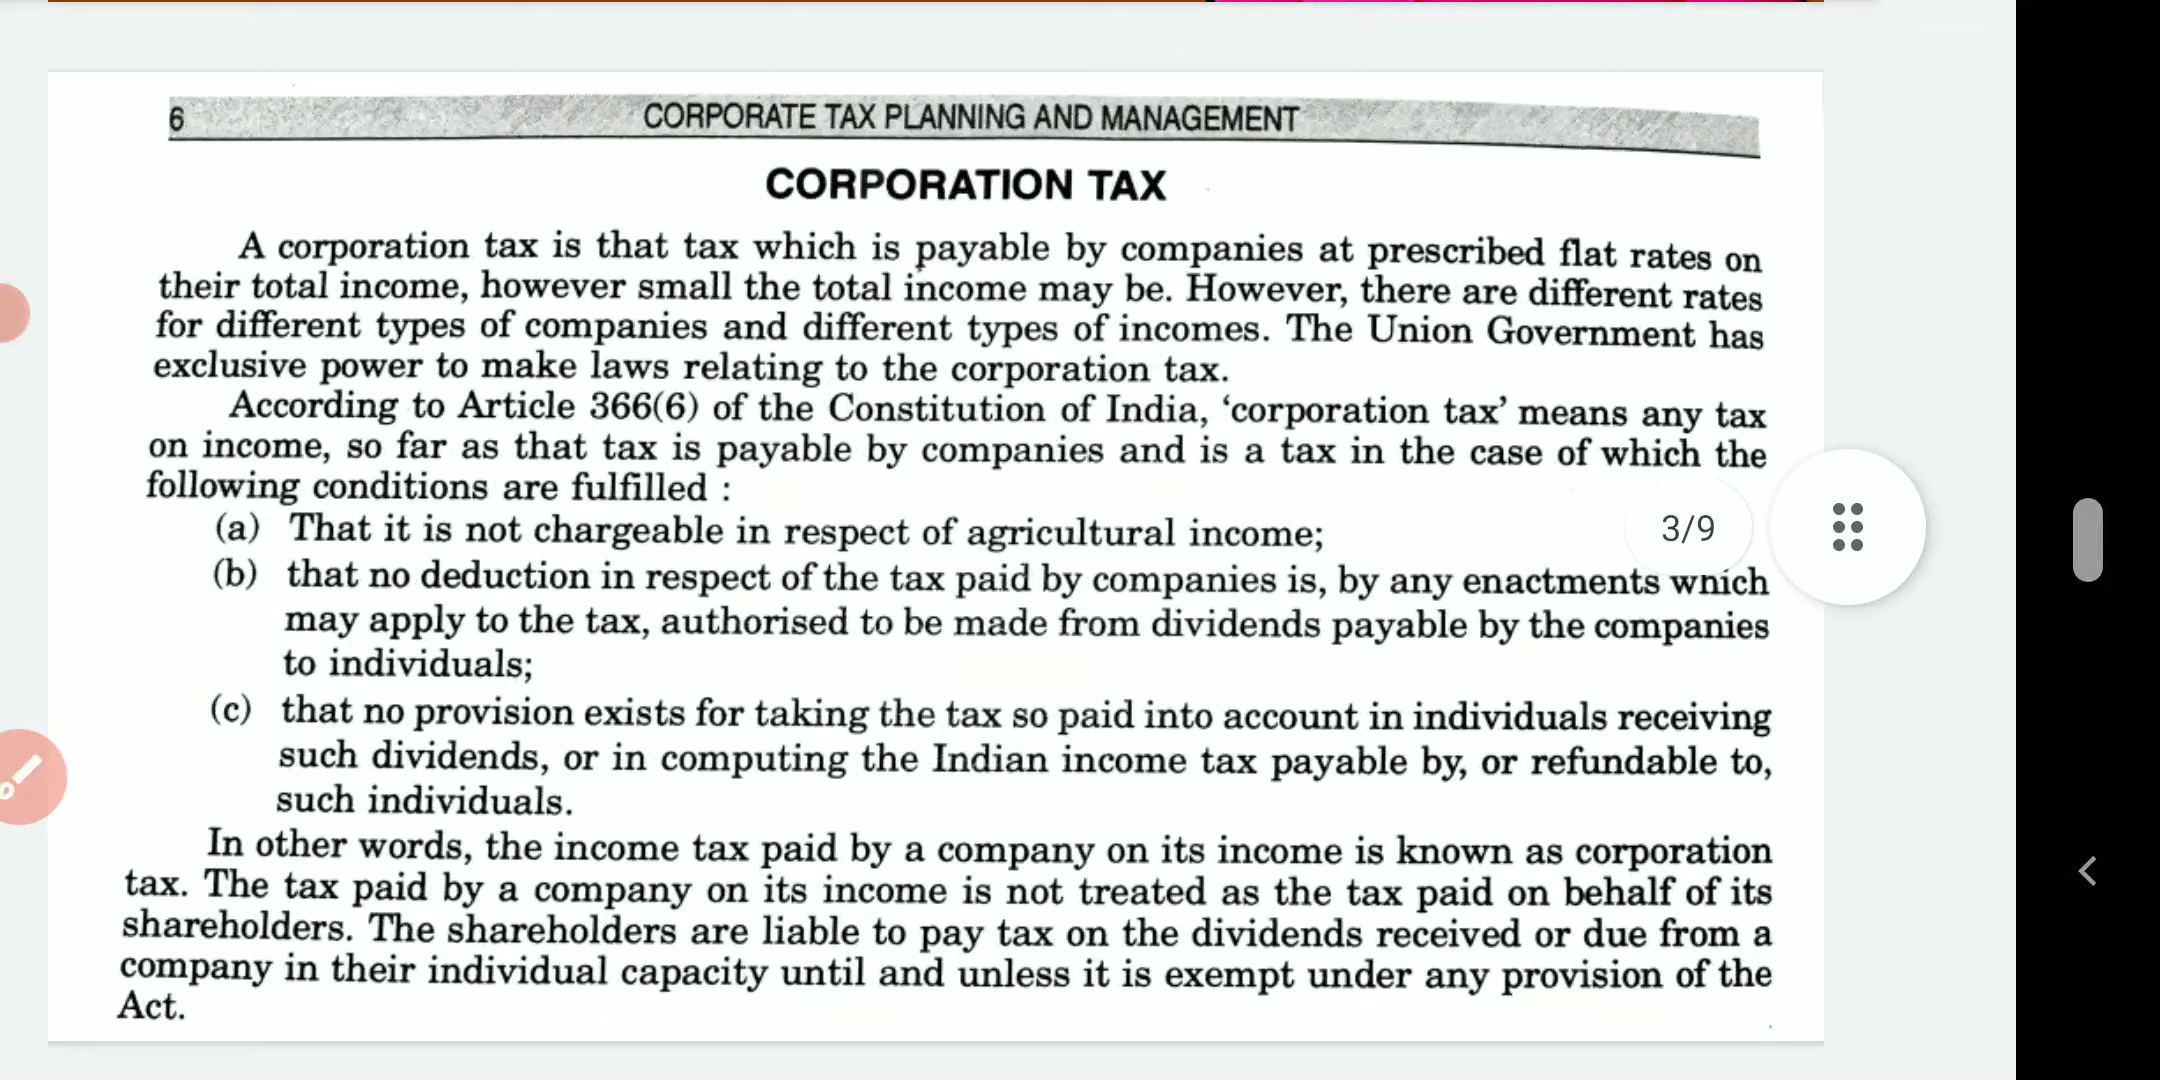 6
CORPORATE TAX PLANNING AND MANAGEMENT
CORPORATION TAX
A corporation tax is that tax which is payable by companies at prescribed flat rates on
their total income, however small the total income may be. However, there are different rates
for different types of companies and different types of incomes. The Union Government has
exclusive power to make laws relating to the corporation tax.
According to Article 366(6) of the Constitution of India, ‘corporation tax’ means any tax
on income, so far as that tax is payable by companies and is a tax in the case of which the
following conditions are fulfilled :
(a) That it is not chargeable in respect of agricultural income;
3/9
(b) that no deduction in respect of the tax paid by companies is, by any enactments which
may apply to the tax, authorised to be made from dividends payable by the companies
to individuals;
(c) that no provision exists for taking the tax so paid into account in individuals receiving
such dividends, or in computing the Indian income tax payable by, or refundable to,
such individuals.
In other words, the income tax paid by a company on its income is known as corporation
tax. The tax paid by a company on its income is not treated as the tax paid on behalf of its
shareholders. The shareholders are liable to pay tax on the dividends received or due from a
company in their individual capacity until and unless it is exempt under any provision of the
Act.